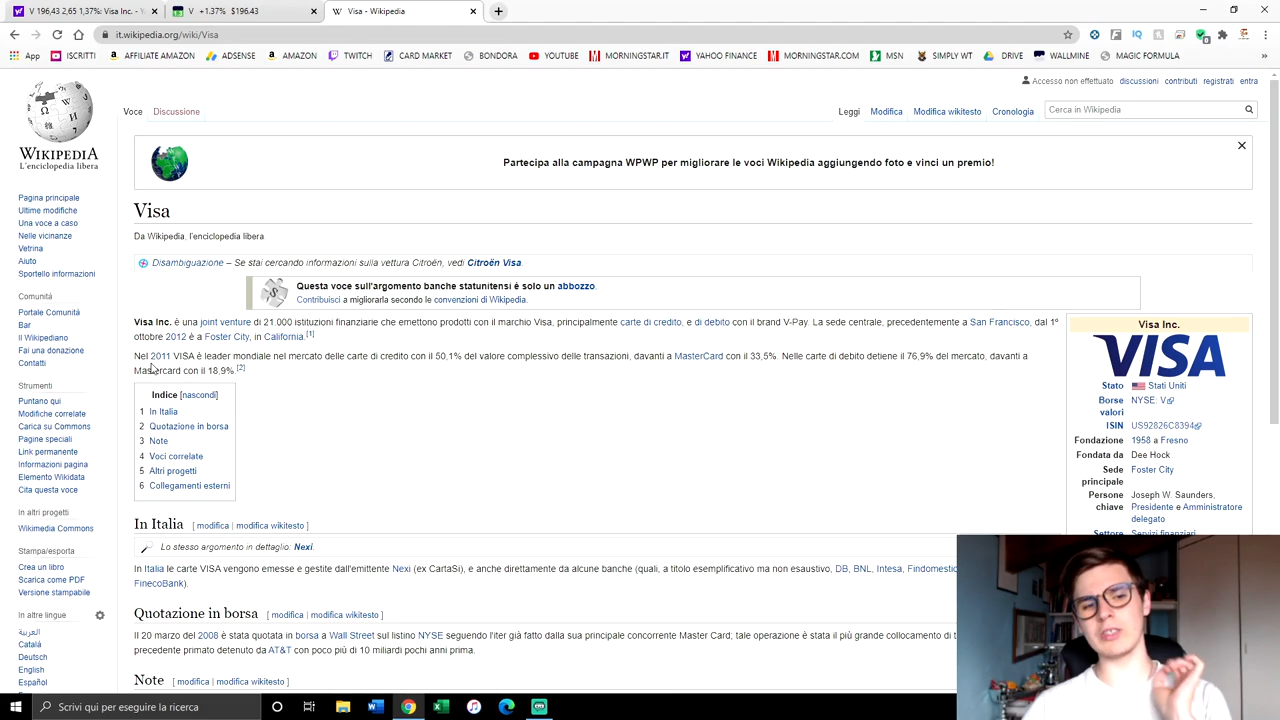 V 196,43 2,65 1,37% Visa Inc. - Y
V +1.37% $196.43
Visa - Wikipedia
it.wikipedia.org/wiki/Visa
App
ISCRITTI
AFFILIATE AMAZON
ADSENSE
AMAZON
TWITCH
CARD MARKET
BONDORA
YOUTUBE
MORNINGSTAR.IT
YAHOO FINANCE
MORNINGSTAR.COM
MSN
SIMPLY WT
DRIVE
WALLMINE
MAGIC FORMULA
Accesso non effettuato discussioni contributi registrati entra
WIKIPEDIA
L'enciclopedia libera
Voce Discussione
Leggi Modifica Modifica wikitesto Cronologia
Cerca in Wikipedia
Partecipa alla campagna WPWP per migliorare le voci Wikipedia aggiungendo foto e vinci un premio!
Pagina principale
Ultime modifiche
Una voce a caso
Nelle vicinanze
Vetrina
Aiuto
Sportello informazioni
Comunità
Portale Comunità
Bar
Il Wikipediano
Fai una donazione
Contatti
Strumenti
Puntano qui
Modifiche correlate
Carica su Commons
Pagine speciali
Link permanente
Informazioni pagina
Elemento Wikidata
Cita questa voce
In altri progetti
Wikimedia Commons
Stampa/esporta
Crea un libro
Scarica come PDF
Versione stampabile
In altre lingue
العربية
Català
Deutsch
English
Español
Visa
Da Wikipedia, l'enciclopedia libera.
Disambiguazione – Se stai cercando informazioni sulla vettura Citroën, vedi Citroën Visa.
Questa voce sull'argomento banche statunitensi è solo un abbozzo.
Contribuisci a migliorarla secondo le convenzioni di Wikipedia.
Visa Inc. è una joint venture di 21.000 istituzioni finanziarie che emettono prodotti con il marchio Visa, principalmente carte di credito, e di debito con il brand V-Pay. La sede centrale, precedentemente a San Francisco, dal 1º
ottobre 2012 è a Foster City, in California.[1]
Nel 2011 VISA è leader mondiale nel mercato delle carte di credito con il 50,1% del valore complessivo delle transazioni, davanti a MasterCard con il 33,5%. Nelle carte di debito detiene il 76,9% del mercato, davanti a
Mastercard con il 18,9%.[2]
Indice [nascondi]
1 In Italia
2 Quotazione in borsa
3 Note
4 Voci correlate
5 Altri progetti
6 Collegamenti esterni
In Italia [ modifica | modifica wikitesto ]
Lo stesso argomento in dettaglio: Nexi.
In Italia le carte VISA vengono emesse e gestite dall'emittente Nexi (ex CartaSi), e anche direttamente da alcune banche (quali, a titolo esemplificativo ma non esaustivo, DB, BNL, Intesa, Findomestic
FinecoBank).
Quotazione in borsa [ modifica | modifica wikitesto ]
Il 20 marzo del 2008 è stata quotata in borsa a Wall Street sul listino NYSE seguendo l'iter già fatto dalla sua principale concorrente Master Card; tale operazione è stata il più grande collocamento di
precedente primato detenuto da AT&T con poco più di 10 miliardi pochi anni prima.
Note [ modifica | modifica wikitesto ]
Visa Inc.
VISA
Stato Stati Uniti
Borse valori NYSE: V
ISIN US92826C8394
Fondazione 1958 a Fresno
Fondata da Dee Hock
Sede principale Foster City
Persone chiave Joseph W. Saunders, Presidente e Amministratore delegato
Settore Servizi finanziari
Scrivi qui per eseguire la ricerca